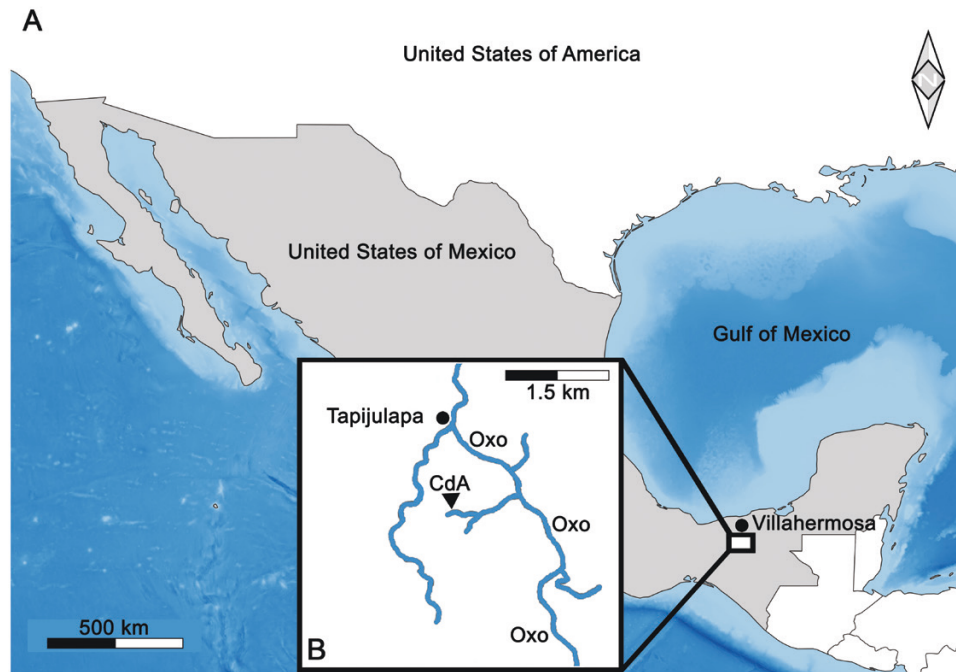 A
United States of America
N
United States of Mexico
Gulf of Mexico
1.5 km
Tapijulapa
Oxo
CdA
Oxo
Villahermosa
500 km
Oxo
B